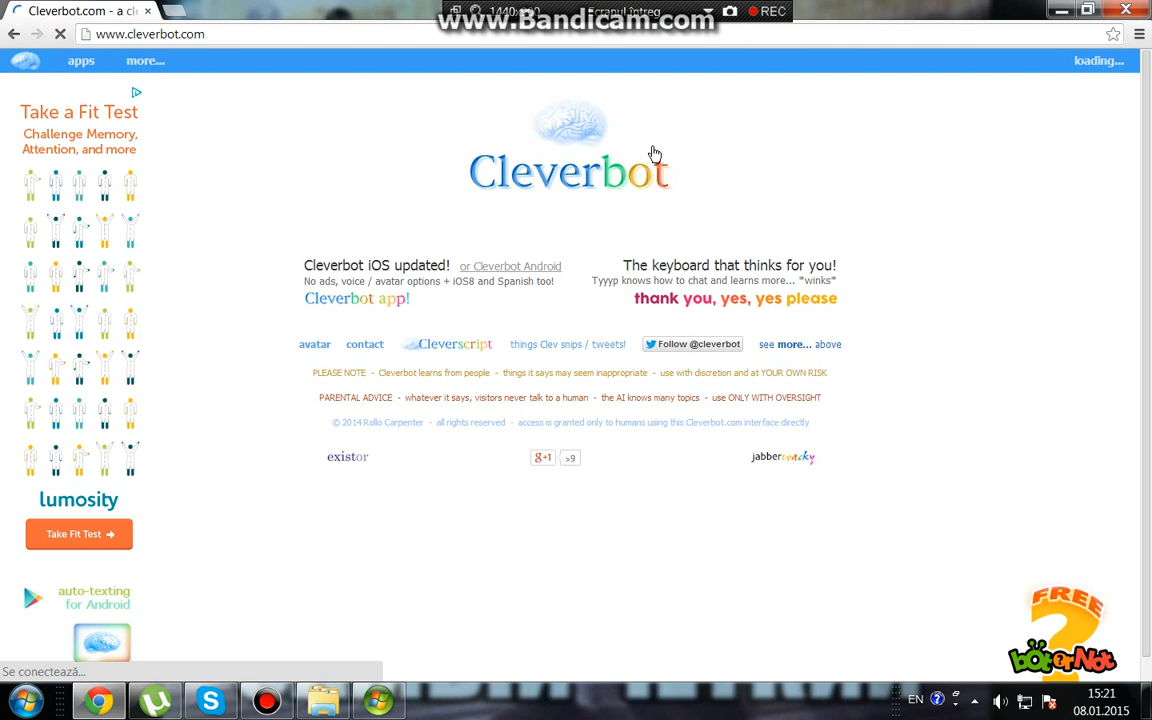 Cleverbot.com - a cl
1440x900
Ecranul întreg
REC
www.Bandicam.com
www.cleverbot.com
apps
more...
loading...
Take a Fit Test
Challenge Memory,
Attention, and more
lumosity
Take Fit Test
auto-texting
for Android
Cleverbot
Cleverbot iOS updated! or Cleverbot Android
No ads, voice / avatar options + iOS8 and Spanish too!
Cleverbot app!
The keyboard that thinks for you!
Tyyyp knows how to chat and learns more... *winks*
thank you, yes, yes please
avatar contact Cleverscript things Clev snips / tweets! Follow @cleverbot see more... above
PLEASE NOTE - Cleverbot learns from people - things it says may seem inappropriate - use with discretion and at YOUR OWN RISK
PARENTAL ADVICE - whatever it says, visitors never talk to a human - the AI knows many topics - use ONLY WITH OVERSIGHT
© 2014 Rollo Carpenter - all rights reserved - access is granted only to humans using this Cleverbot.com interface directly
existor
g+1
>9
jabberwacky
FREE
?
bot or Not
Se conectează...
EN
15:21
08.01.2015